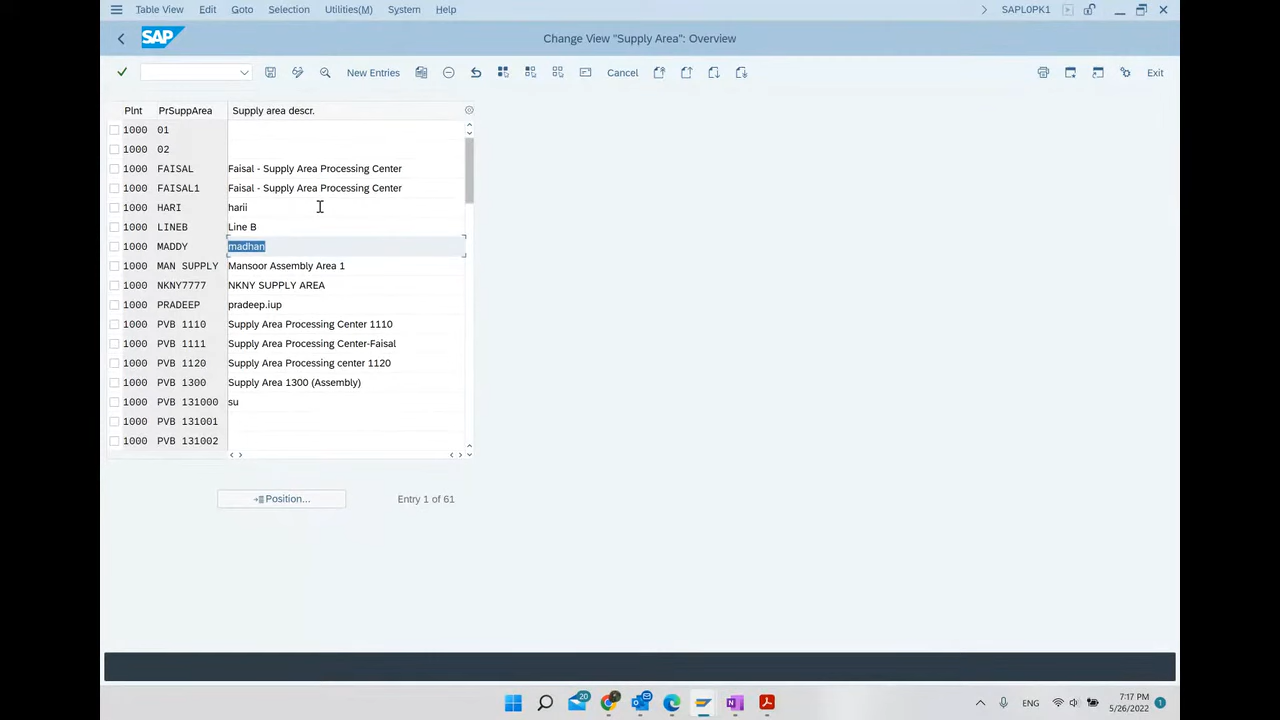 Table View Edit Goto Selection Utilities(M) System Help SAPL0PK1
SAP Change View "Supply Area": Overview
New Entries Cancel Exit
Plnt PrSuppArea Supply area descr.
1000 01
1000 02
1000 FAISAL Faisal - Supply Area Processing Center
1000 FAISAL1 Faisal - Supply Area Processing Center
1000 HARI harii
1000 LINEB Line B
1000 MADDY madhan
1000 MAN SUPPLY Mansoor Assembly Area 1
1000 NKNY7777 NKNY SUPPLY AREA
1000 PRADEEP pradeep.iup
1000 PVB 1110 Supply Area Processing Center 1110
1000 PVB 1111 Supply Area Processing Center-Faisal
1000 PVB 1120 Supply Area Processing center 1120
1000 PVB 1300 Supply Area 1300 (Assembly)
1000 PVB 131000 su
1000 PVB 131001
1000 PVB 131002
Position... Entry 1 of 61
20 ENG 7:17 PM 1
5/26/2022